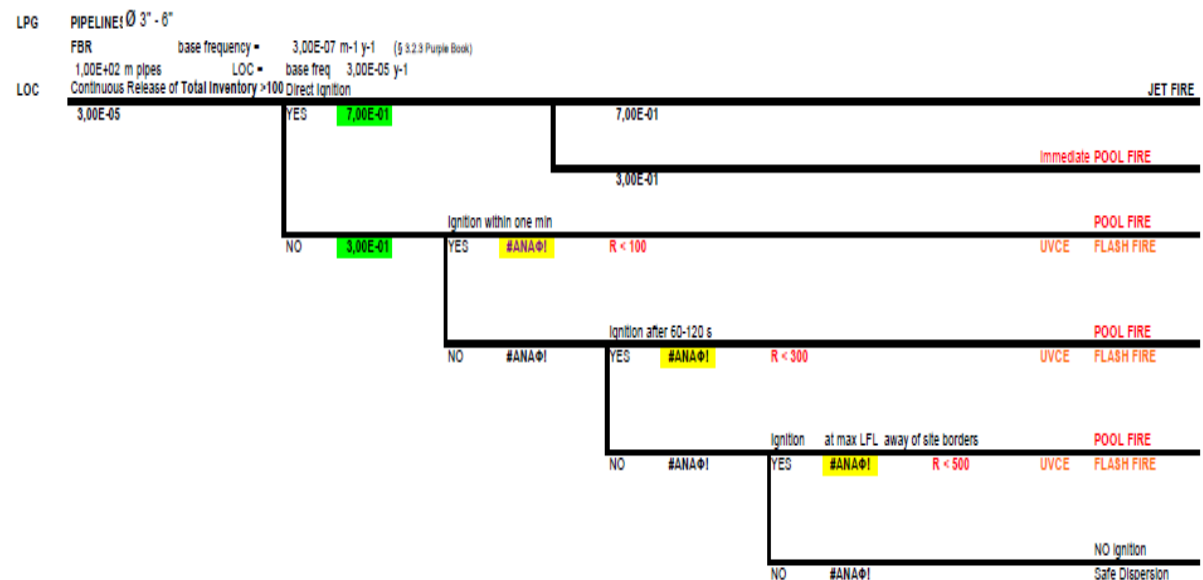 LPG PIPELINES Ø 3" - 6"
FBR base frequency = 3,00E-07 m-1 y-1 (§ 3.2.3 Purple Book)
1,00E+02 m pipes LOC = base freq 3,00E-05 y-1
LOC Continuous Release of Total Inventory >100 Direct Ignition JET FIRE
3,00E-05 YES 7,00E-01 7,00E-01
Immediate POOL FIRE
3,00E-01
Ignition within one min POOL FIRE
NO 3,00E-01 YES #ΑΝΑΦ! R < 100 UVCE FLASH FIRE
Ignition after 60-120 s POOL FIRE
NO #ΑΝΑΦ! YES #ΑΝΑΦ! R < 300 UVCE FLASH FIRE
Ignition at max LFL away of site borders POOL FIRE
NO #ΑΝΑΦ! YES #ΑΝΑΦ! R < 500 UVCE FLASH FIRE
NO Ignition
NO #ΑΝΑΦ! Safe Dispersion